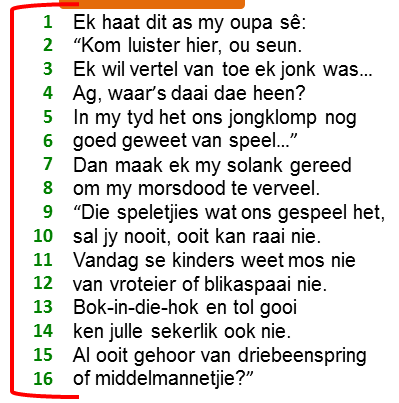 1 Ek haat dit as my oupa sê:
2 “Kom luister hier, ou seun.
3 Ek wil vertel van toe ek jonk was...
4 Ag, waar’s daai dae heen?
5 In my tyd het ons jongklomp nog
6 goed geweet van speel...”
7 Dan maak ek my solank gereed
8 om my morsdood te verveel.
9 “Die speletjies wat ons gespeel het,
10 sal jy nooit, ooit kan raai nie.
11 Vandag se kinders weet mos nie
12 van vroteier of blikaspaai nie.
13 Bok-in-die-hok en tol gooi
14 ken julle sekerlik ook nie.
15 Al ooit gehoor van driebeenspring
16 of middelmannetjie?”